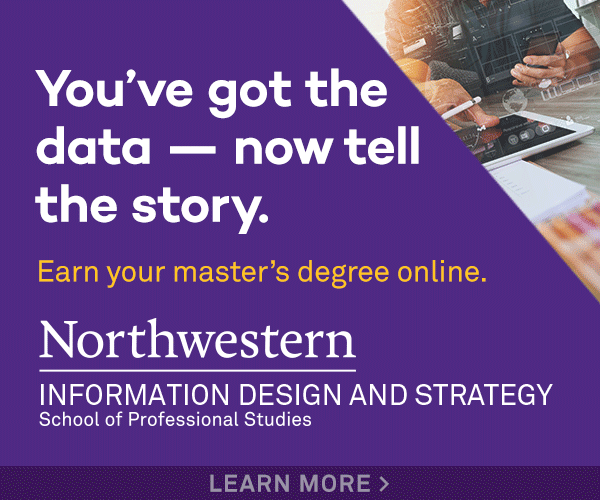 You’ve got the
data — now tell
the story.
Earn your master’s degree online.
Northwestern
INFORMATION DESIGN AND STRATEGY
School of Professional Studies
LEARN MORE >